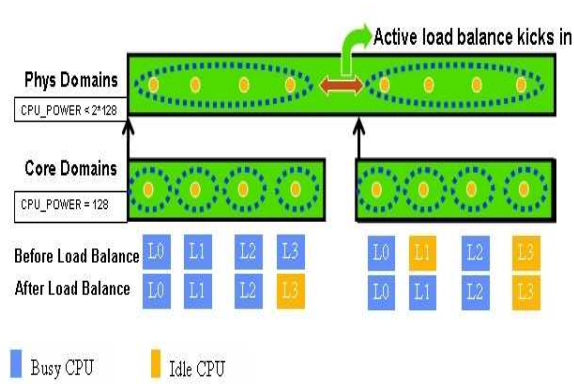 Active load balance kicks in
Phys Domains
CPU_POWER < 2*128
Core Domains
CPU_POWER = 128
Before Load Balance L0 L1 L2 L3 L0 L1 L2 L3
After Load Balance L0 L1 L2 L3 L0 L1 L2 L3
Busy CPU Idle CPU